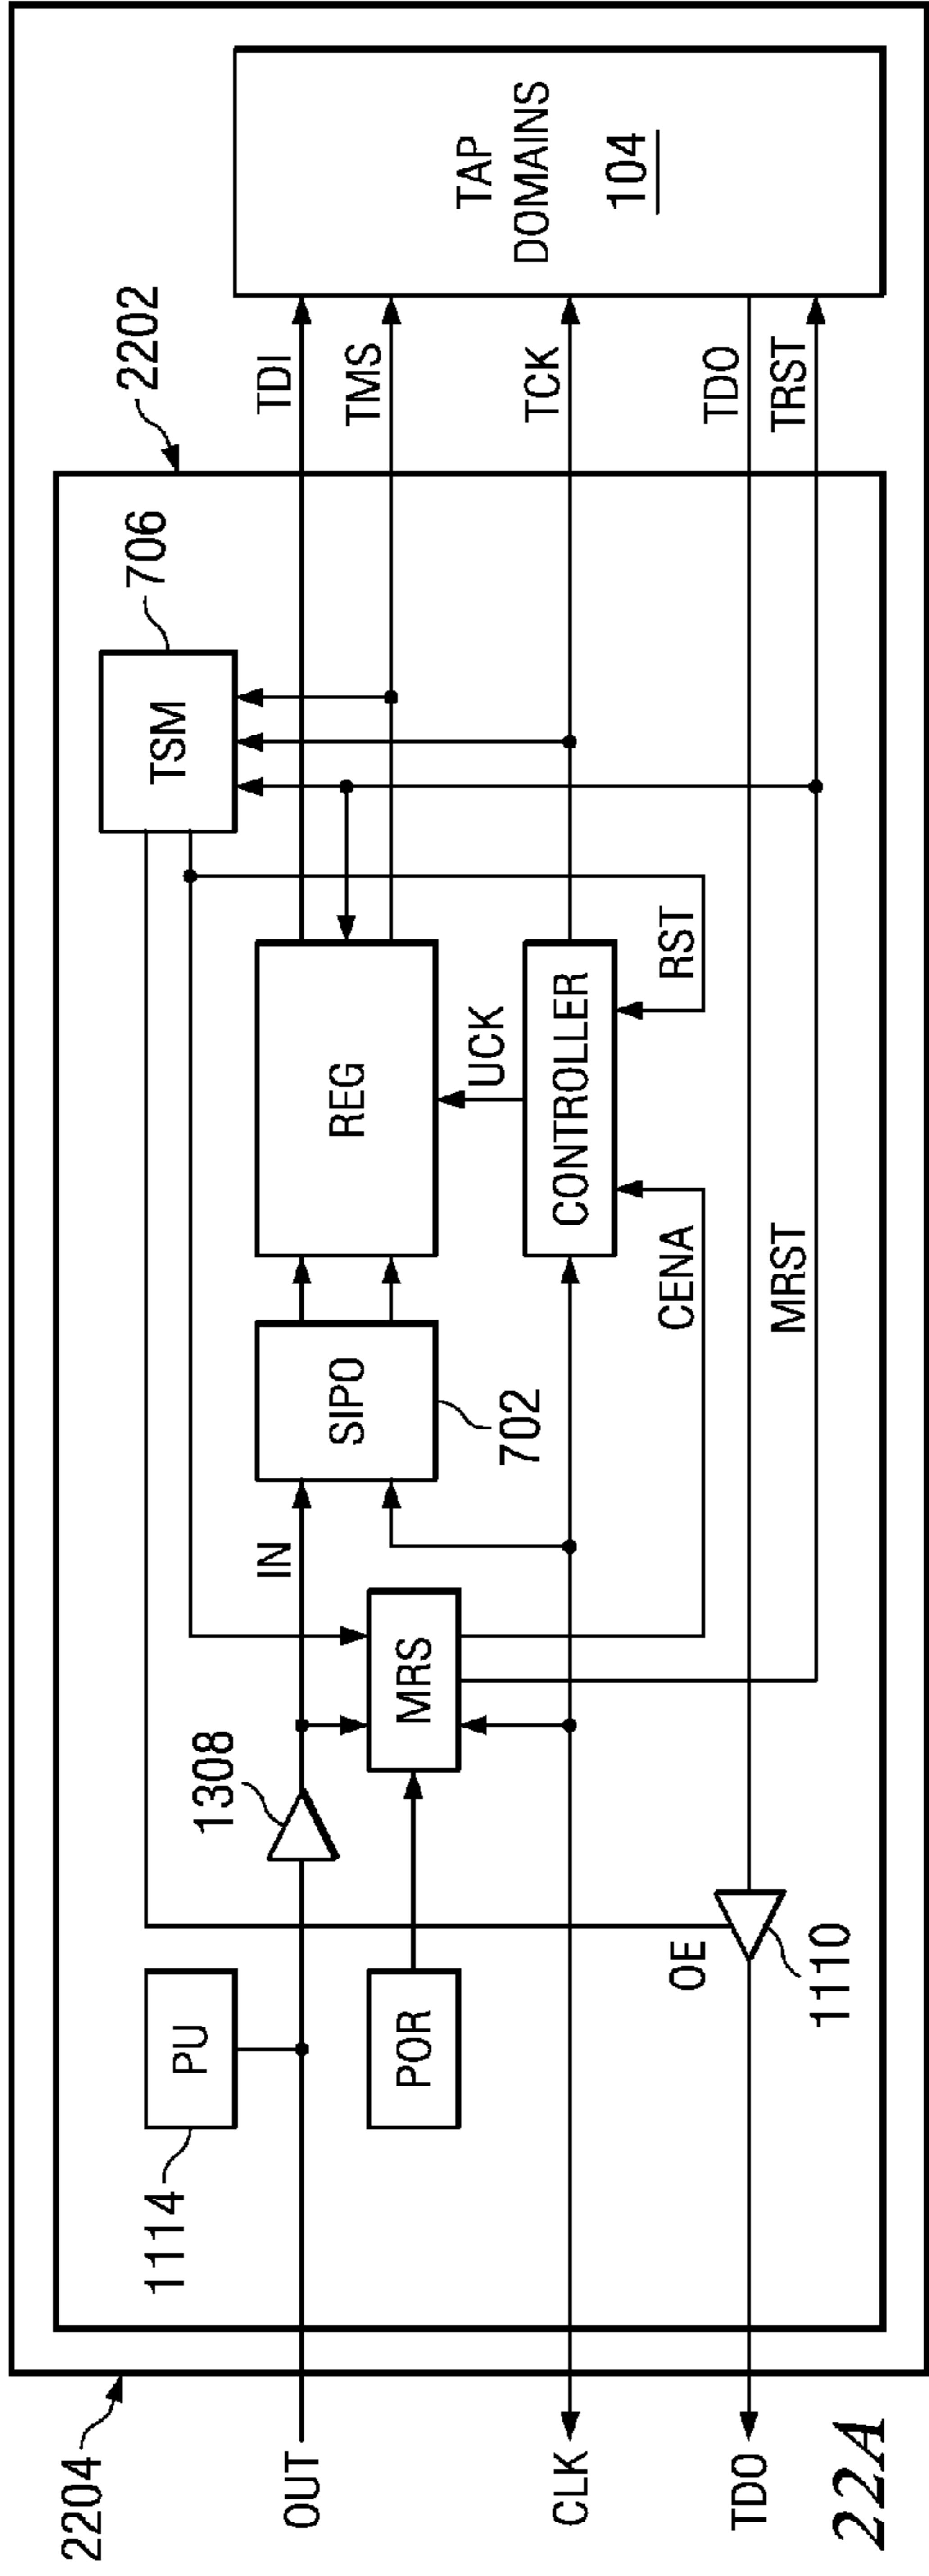 2204
2202
1114
PU
1308
706
TSM
OUT
IN
SIPO
702
REG
TDI
TMS
TAP
DOMAINS
104
POR
MRS
UCK
CLK
CONTROLLER
TCK
CENA
RST
OE
1110
TDO
TDO
MRST
TRST
22A